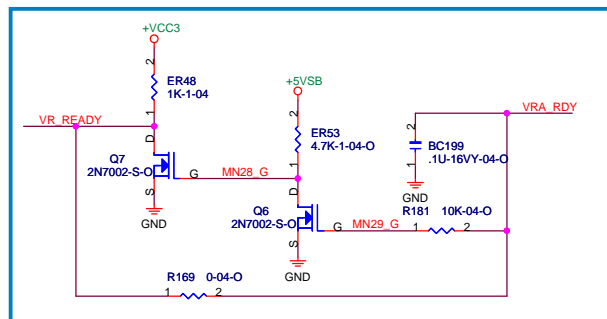 +VCC3
2
ER48
1K-1-04
1
+5VSB
2
ER53
4.7K-1-04-O
1
VR_READY
VRA_RDY
2
BC199
.1U-16VY-04-O
1
GND
D
Q7
2N7002-S-O
G
MN28_G
S
GND
D
Q6
2N7002-S-O
G
MN29_G
S
GND
R181
10K-04-O
1
2
R169
0-04-O
1
2